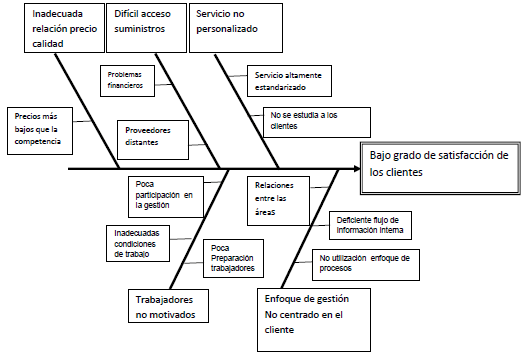 Inadecuada
relación precio
calidad
Difícil acceso
suministros
Servicio no
personalizado
Problemas
financieros
Servicio altamente
estandarizado
Precios más
bajos que la
competencia
Proveedores
distantes
No se estudia a los
clientes
Bajo grado de satisfacción de
los clientes
Poca
participación en
la gestión
Relaciones
entre las
áreas
Inadecuadas
condiciones
de trabajo
Deficiente flujo de
información interna
Poca
Preparación
trabajadores
No utilización enfoque de
procesos
Trabajadores
no motivados
Enfoque de gestión
No centrado en el
cliente